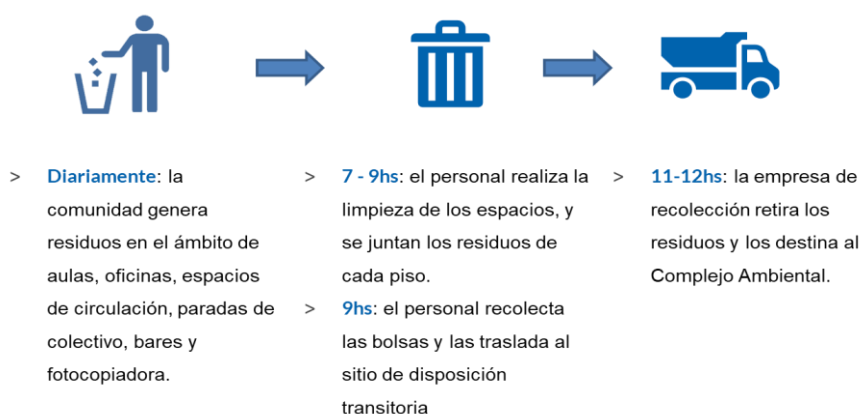 > Diariamente: la
comunidad genera
residuos en el ámbito de
aulas, oficinas, espacios
de circulación, paradas de
colectivo, bares y
fotocopiadora.
> 7 - 9hs: el personal realiza la
limpieza de los espacios, y
se juntan los residuos de
cada piso.
> 9hs: el personal recolecta
las bolsas y las traslada al
sitio de disposición
transitoria
> 11-12hs: la empresa de
recolección retira los
residuos y los destina al
Complejo Ambiental.